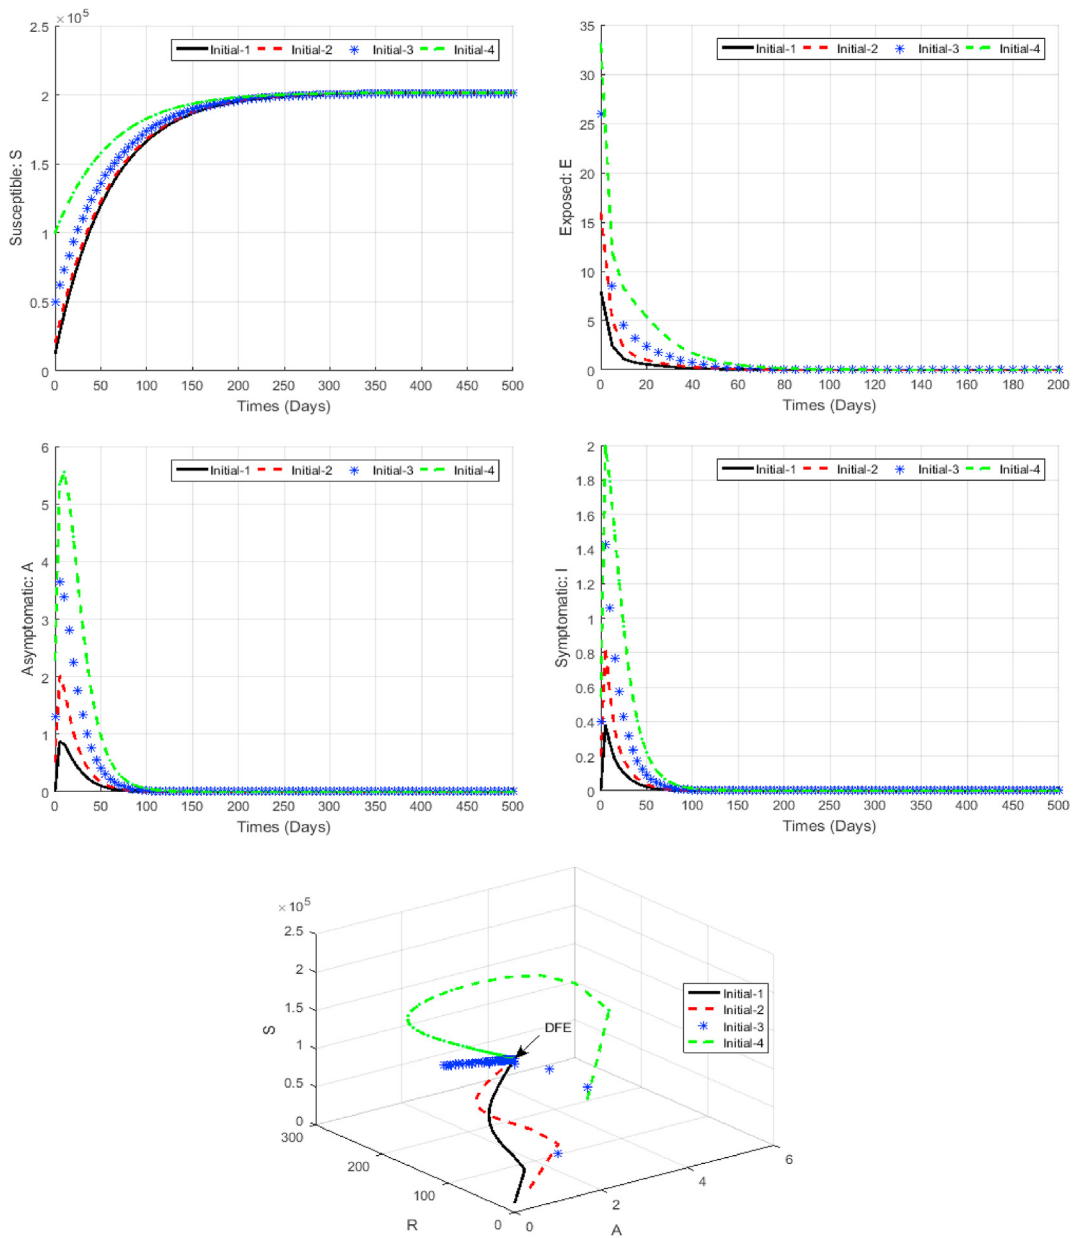 ×10^5
2.5
2
1.5
1
0.5
0
Susceptible: S
Initial-1 Initial-2 Initial-3 Initial-4
0 50 100 150 200 250 300 350 400 450 500
Times (Days)
35
30
25
20
15
10
5
0
Exposed: E
Initial-1 Initial-2 Initial-3 Initial-4
0 20 40 60 80 100 120 140 160 180 200
Times (Days)
6
5
4
3
2
1
0
Asymptomatic: A
Initial-1 Initial-2 Initial-3 Initial-4
0 50 100 150 200 250 300 350 400 450 500
Times (Days)
2
1.8
1.6
1.4
1.2
1
0.8
0.6
0.4
0.2
0
Symptomatic: I
Initial-1 Initial-2 Initial-3 Initial-4
0 50 100 150 200 250 300 350 400 450 500
Times (Days)
×10^5
2.5
2
1.5
1
0.5
0
S
DFE
Initial-1
Initial-2
Initial-3
Initial-4
300
200
100
0
R
0
2
4
6
A